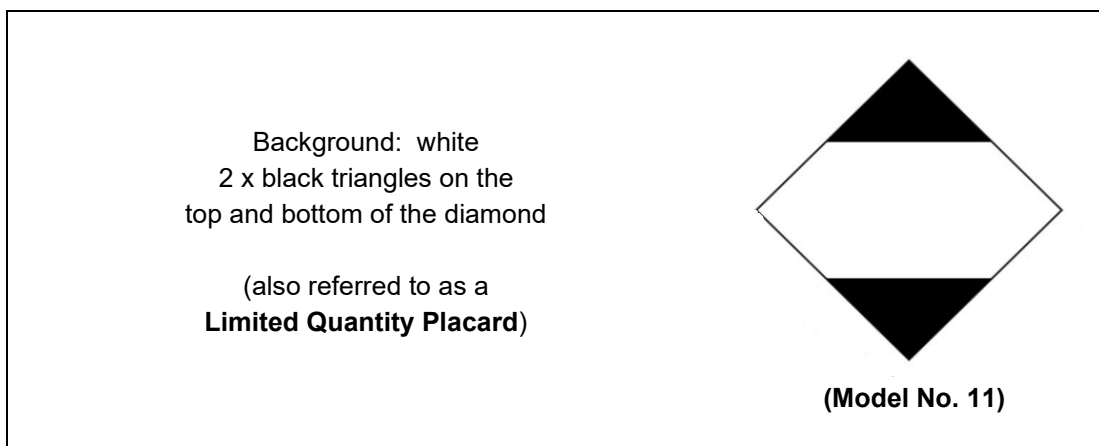 Background: white
2 x black triangles on the
top and bottom of the diamond
(also referred to as a
Limited Quantity Placard)
(Model No. 11)